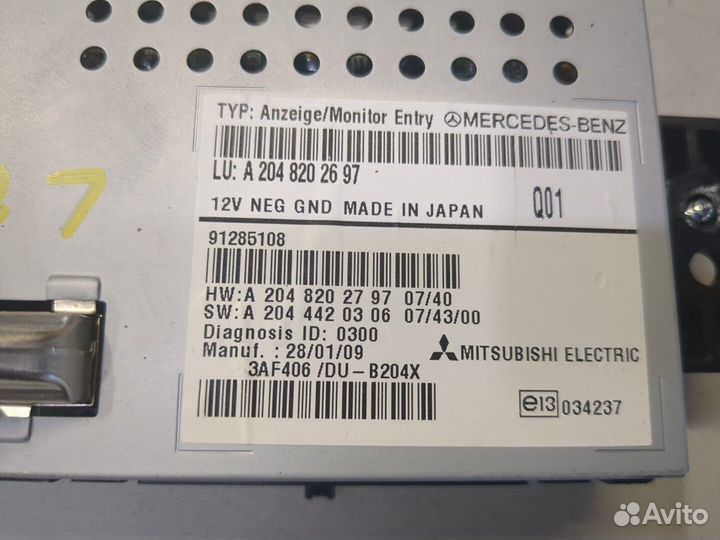 TYP: Anzeige/Monitor Entry MERCEDES-BENZ
LU: A 204 820 26 97
12V NEG GND MADE IN JAPAN Q01
91285108
HW:A 204 820 27 97 07/40
SW:A 204 442 03 06 07/43/00
Diagnosis ID: 0300
Manuf. : 28/01/09
MITSUBISHI ELECTRIC
3AF406 /DU-B204X
e13 034237
Avito